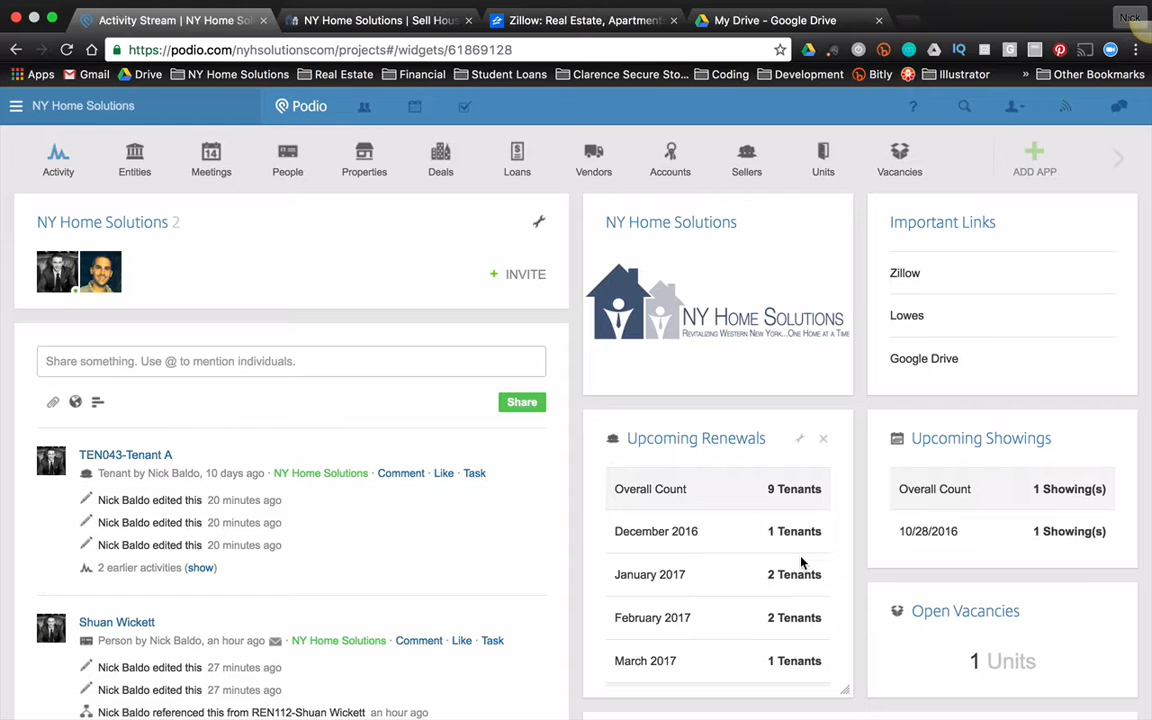 Activity Stream | NY Home Sol
NY Home Solutions | Sell Hous
Zillow: Real Estate, Apartment
My Drive - Google Drive
Nick
https://podio.com/nyhsolutionscom/projects#/widgets/61869128
Apps
Gmail
Drive
NY Home Solutions
Real Estate
Financial
Student Loans
Clarence Secure Sto...
Coding
Development
Bitly
Illustrator
»
Other Bookmarks
NY Home Solutions
Podio
Activity
Entities
14
Meetings
People
Properties
Deals
Loans
Vendors
Accounts
Sellers
Units
Vacancies
ADD APP
NY Home Solutions 2
+ INVITE
Share something. Use @ to mention individuals.
Share
TEN043-Tenant A
Tenant by Nick Baldo, 10 days ago · NY Home Solutions · Comment · Like · Task
Nick Baldo edited this 20 minutes ago
Nick Baldo edited this 20 minutes ago
Nick Baldo edited this 20 minutes ago
2 earlier activities (show)
Shuan Wickett
Person by Nick Baldo, an hour ago · NY Home Solutions · Comment · Like · Task
Nick Baldo edited this 27 minutes ago
Nick Baldo edited this 27 minutes ago
Nick Baldo referenced this from REN112-Shuan Wickett an hour ago
NY Home Solutions
NY HOME SOLUTIONS
REVITALIZING WESTERN NEW YORK...ONE HOME AT A TIME
Upcoming Renewals
Overall Count 9 Tenants
December 2016 1 Tenants
January 2017 2 Tenants
February 2017 2 Tenants
March 2017 1 Tenants
Important Links
Zillow
Lowes
Google Drive
Upcoming Showings
Overall Count 1 Showing(s)
10/28/2016 1 Showing(s)
Open Vacancies
1 Units